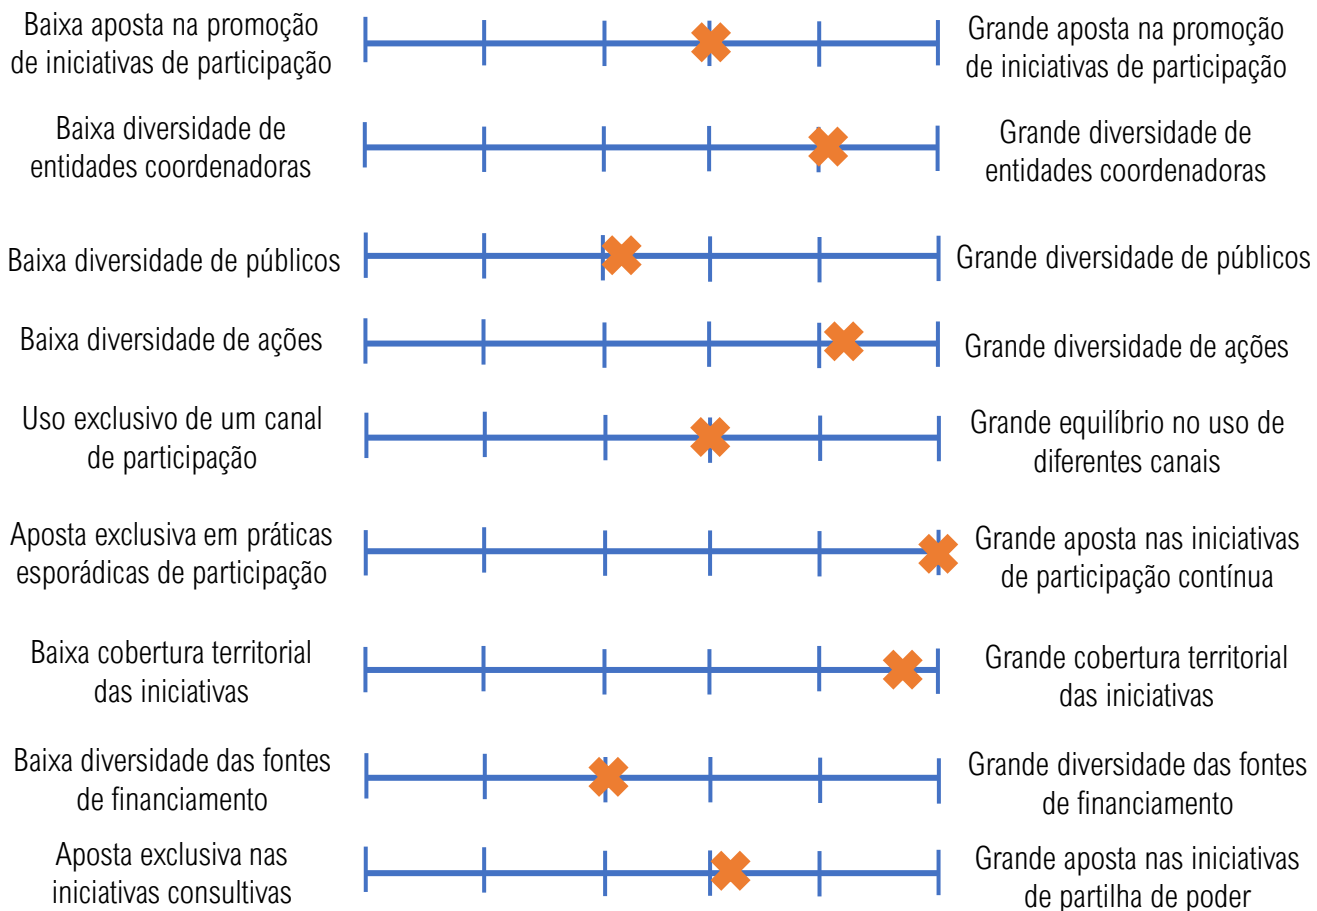 Baixa aposta na promoção
de iniciativas de participação
Grande aposta na promoção
de iniciativas de participação
Baixa diversidade de
entidades coordenadoras
Grande diversidade de
entidades coordenadoras
Baixa diversidade de públicos
Grande diversidade de públicos
Baixa diversidade de ações
Grande diversidade de ações
Uso exclusivo de um canal
de participação
Grande equilíbrio no uso de
diferentes canais
Aposta exclusiva em práticas
esporádicas de participação
Grande aposta nas iniciativas
de participação contínua
Baixa cobertura territorial
das iniciativas
Grande cobertura territorial
das iniciativas
Baixa diversidade das fontes
de financiamento
Grande diversidade das fontes
de financiamento
Aposta exclusiva nas
iniciativas consultivas
Grande aposta nas iniciativas
de partilha de poder